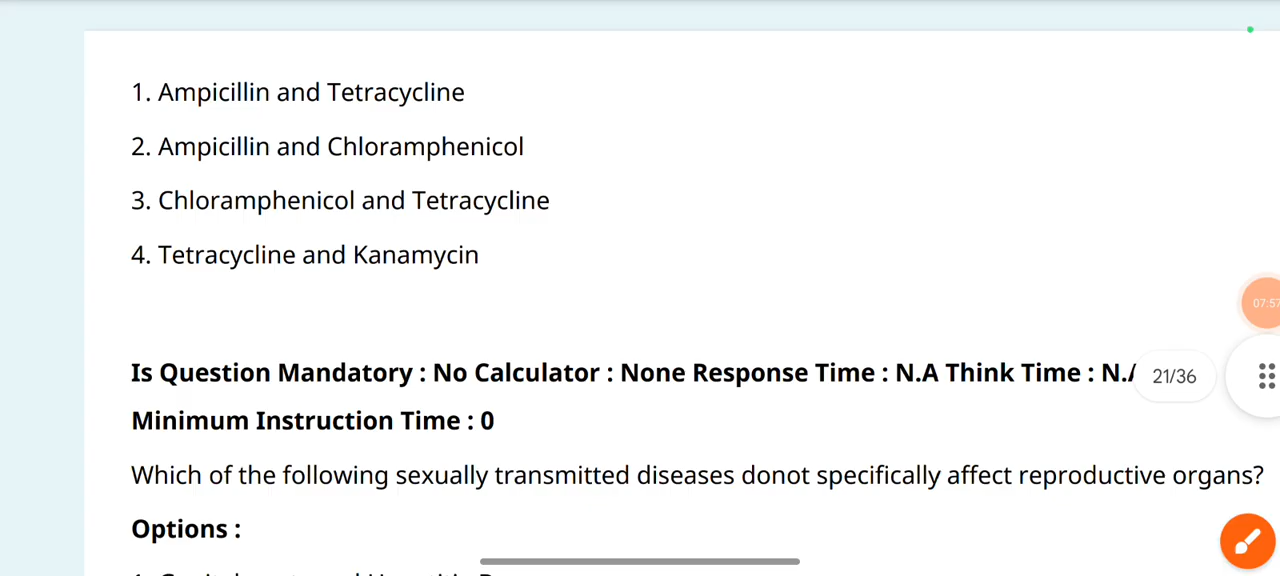 1. Ampicillin and Tetracycline
2. Ampicillin and Chloramphenicol
3. Chloramphenicol and Tetracycline
4. Tetracycline and Kanamycin
07:57
Is Question Mandatory : No Calculator : None Response Time : N.A Think Time :
21/36
Minimum Instruction Time : 0
Which of the following sexually transmitted diseases donot specifically affect reproductive organs?
Options :